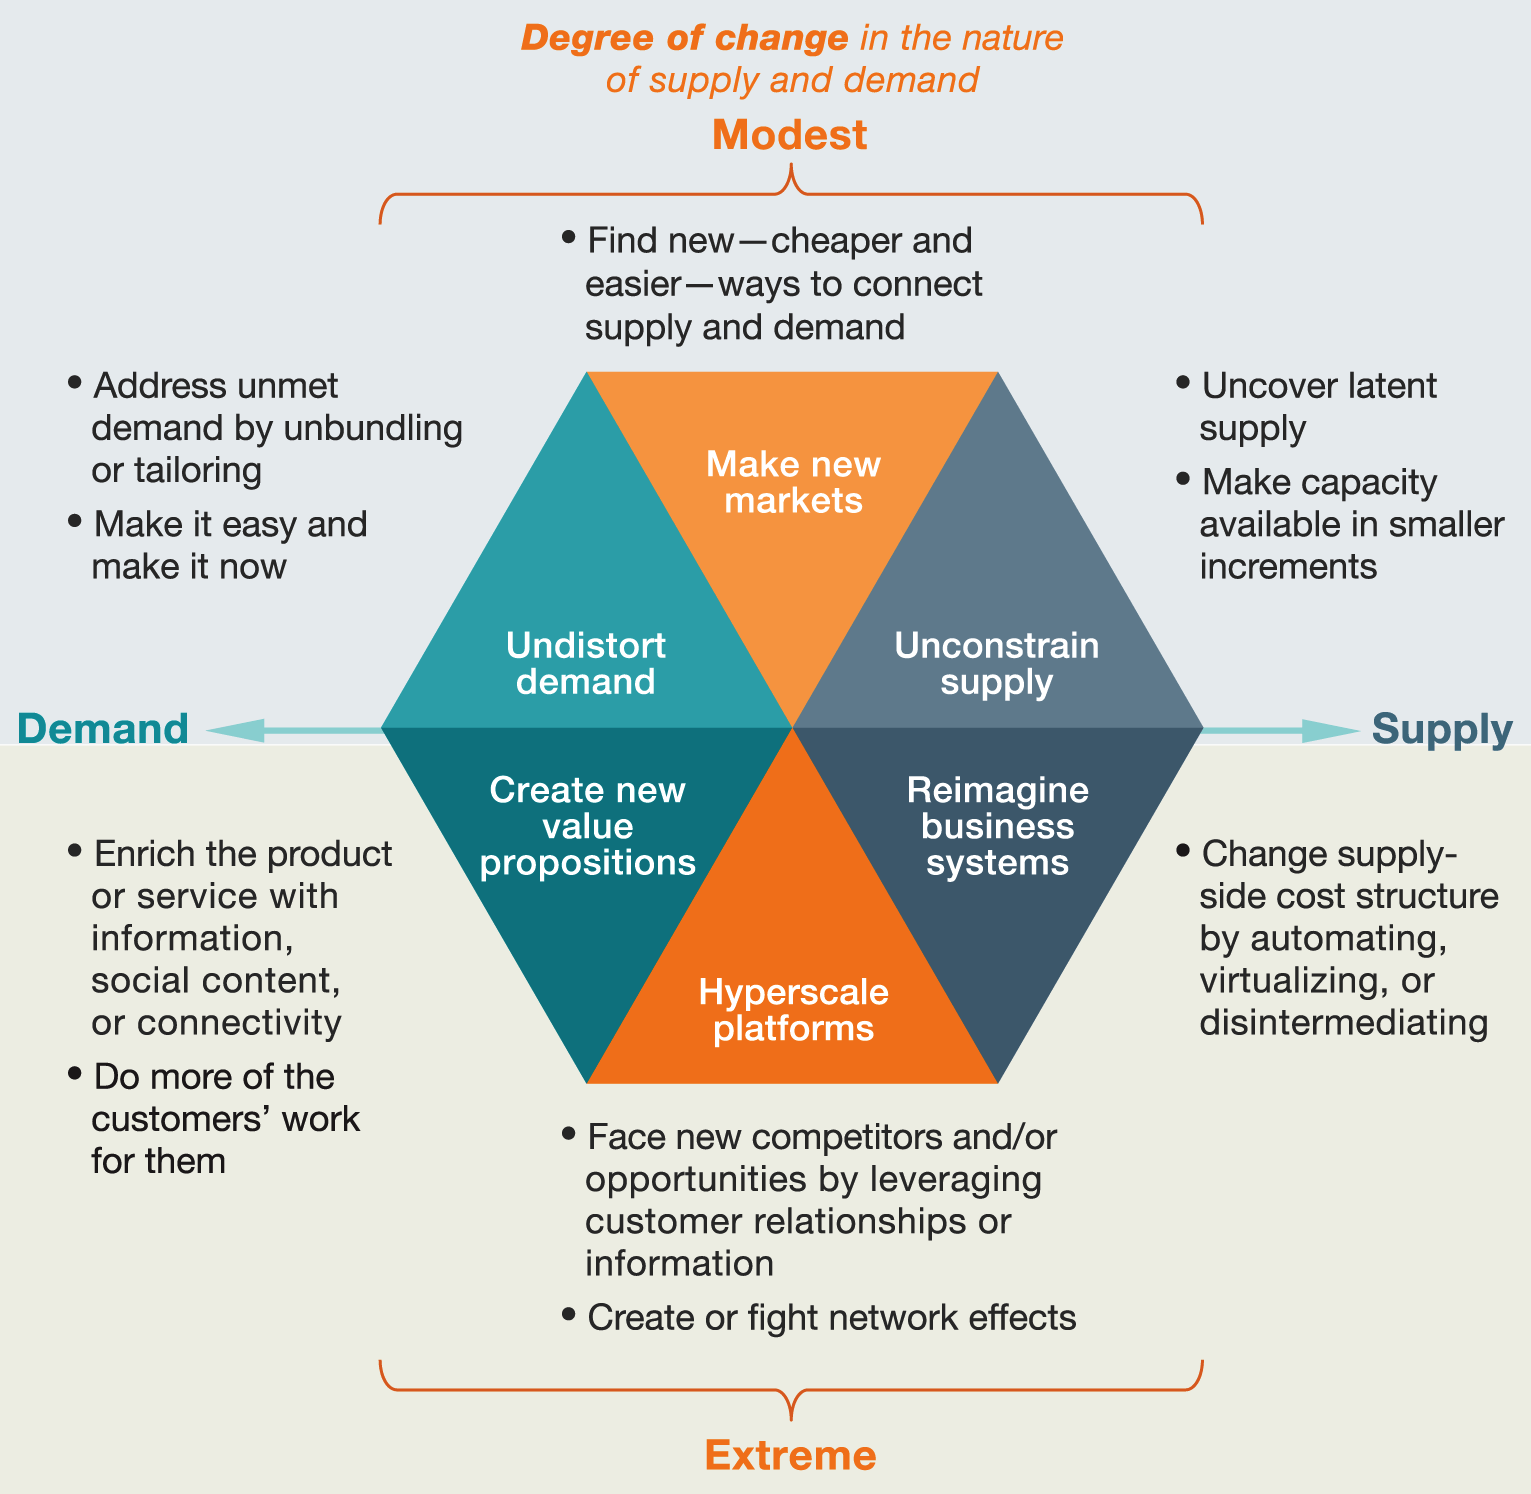 Degree of change in the nature
of supply and demand
Modest
• Find new—cheaper and
easier—ways to connect
supply and demand
• Address unmet
demand by unbundling
or tailoring
• Make it easy and
make it now
• Uncover latent
supply
• Make capacity
available in smaller
increments
Make new
markets
Undistort
demand
Unconstrain
supply
Demand
Supply
Create new
value
propositions
Reimagine
business
systems
Hyperscale
platforms
• Enrich the product
or service with
information,
social content,
or connectivity
• Do more of the
customers’ work
for them
• Change supply-
side cost structure
by automating,
virtualizing, or
disintermediating
• Face new competitors and/or
opportunities by leveraging
customer relationships or
information
• Create or fight network effects
Extreme